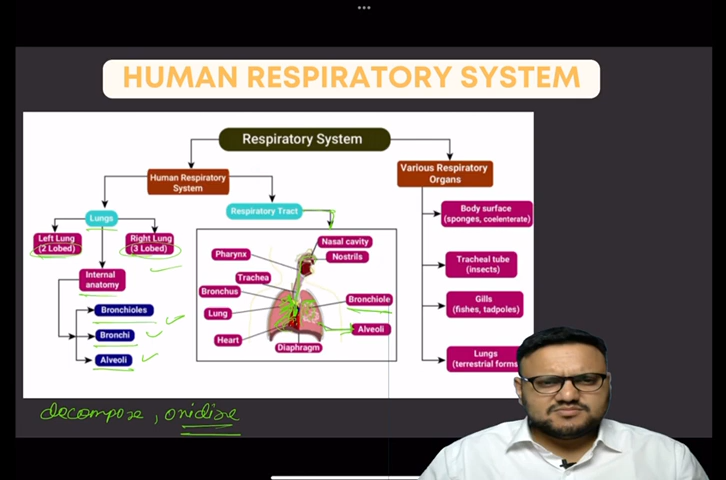 HUMAN RESPIRATORY SYSTEM
Respiratory System
Human Respiratory
System
Various Respiratory
Organs
Lungs
Respiratory Tract
Left Lung
(2 Lobed)
Right Lung
(3 Lobed)
Internal
anatomy
Bronchioles
Bronchi
Alveoli
Nasal cavity
Nostrils
Pharynx
Trachea
Bronchus
Bronchiole
Lung
Alveoli
Heart
Diaphragm
Body surface
(sponges, coelenterate)
Tracheal tube
(insects)
Gills
(fishes, tadpoles)
Lungs
(terrestrial forms
decompose, oxidise